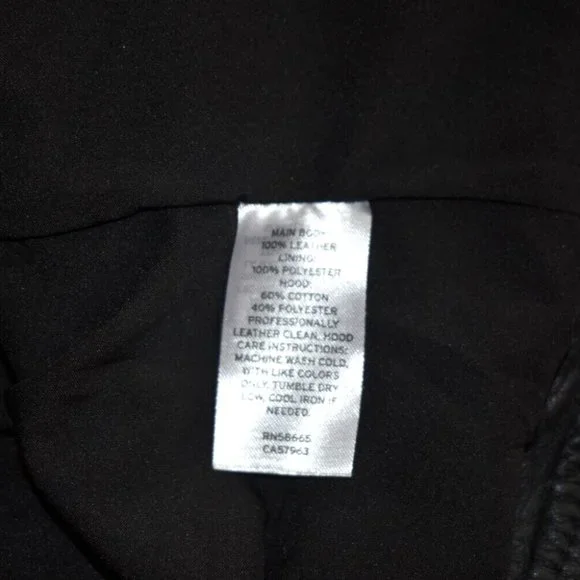 MAIN BODY:
100% LEATHER
LINING:
100% POLYESTER
HOOD:
60% COTTON
40% POLYESTER
PROFESSIONALLY
LEATHER CLEAN, HOOD
CARE INSTRUCTIONS:
MACHINE WASH COLD,
WITH LIKE COLORS
ONLY, TUMBLE DRY
LOW, COOL IRON IF
NEEDED.
RN58665
CA57963